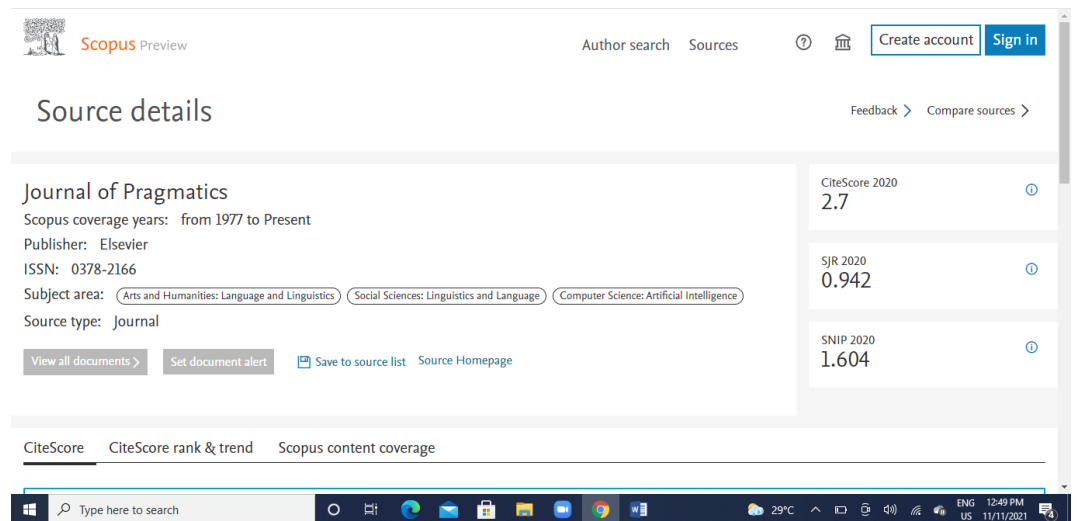 Scopus Preview
Author search Sources
Create account
Sign in
Source details
Feedback
Compare sources
Journal of Pragmatics
Scopus coverage years: from 1977 to Present
Publisher: Elsevier
ISSN: 0378-2166
Subject area: Arts and Humanities: Language and Linguistics Social Sciences: Linguistics and Language Computer Science: Artificial Intelligence
Source type: Journal
View all documents Set document alert Save to source list Source Homepage
CiteScore 2020
2.7
SJR 2020
0.942
SNIP 2020
1.604
CiteScore CiteScore rank & trend Scopus content coverage
Type here to search
29°C
ENG
US
12:49 PM
11/11/2021
4